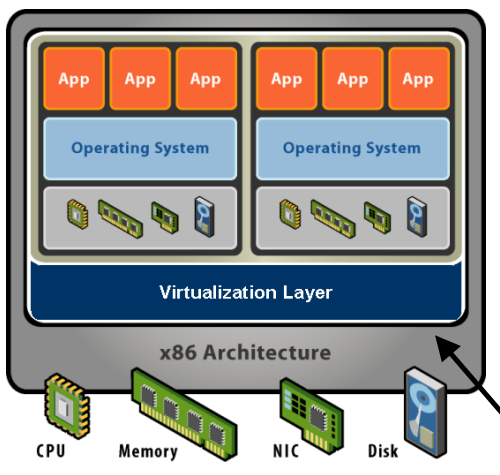 App App App App App App
Operating System Operating System
Virtualization Layer
x86 Architecture
CPU Memory NIC Disk